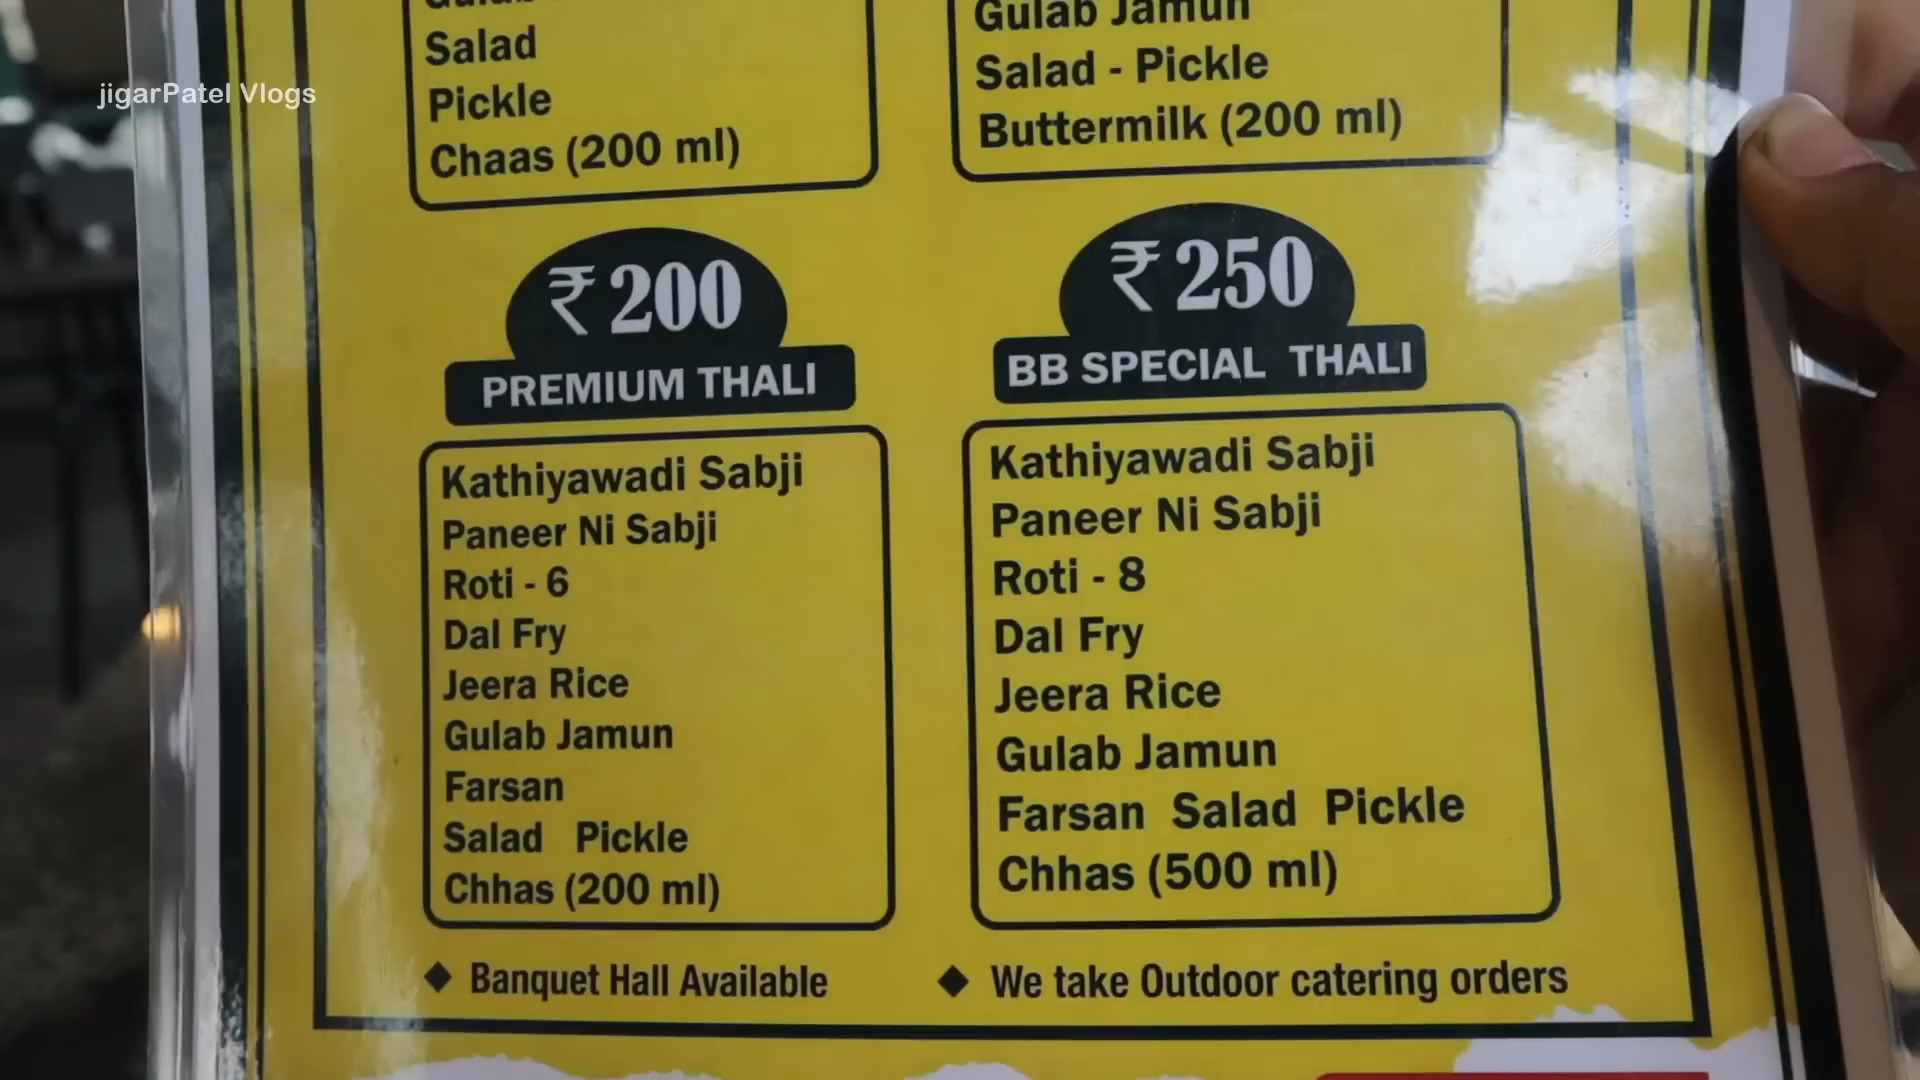 jigarPatel Vlogs
Salad
Pickle
Chaas (200 ml)
Gulab Jamun
Salad - Pickle
Buttermilk (200 ml)
₹ 200
PREMIUM THALI
Kathiyawadi Sabji
Paneer Ni Sabji
Roti - 6
Dal Fry
Jeera Rice
Gulab Jamun
Farsan
Salad Pickle
Chhas (200 ml)
₹ 250
BB SPECIAL THALI
Kathiyawadi Sabji
Paneer Ni Sabji
Roti - 8
Dal Fry
Jeera Rice
Gulab Jamun
Farsan Salad Pickle
Chhas (500 ml)
◆ Banquet Hall Available
◆ We take Outdoor catering orders